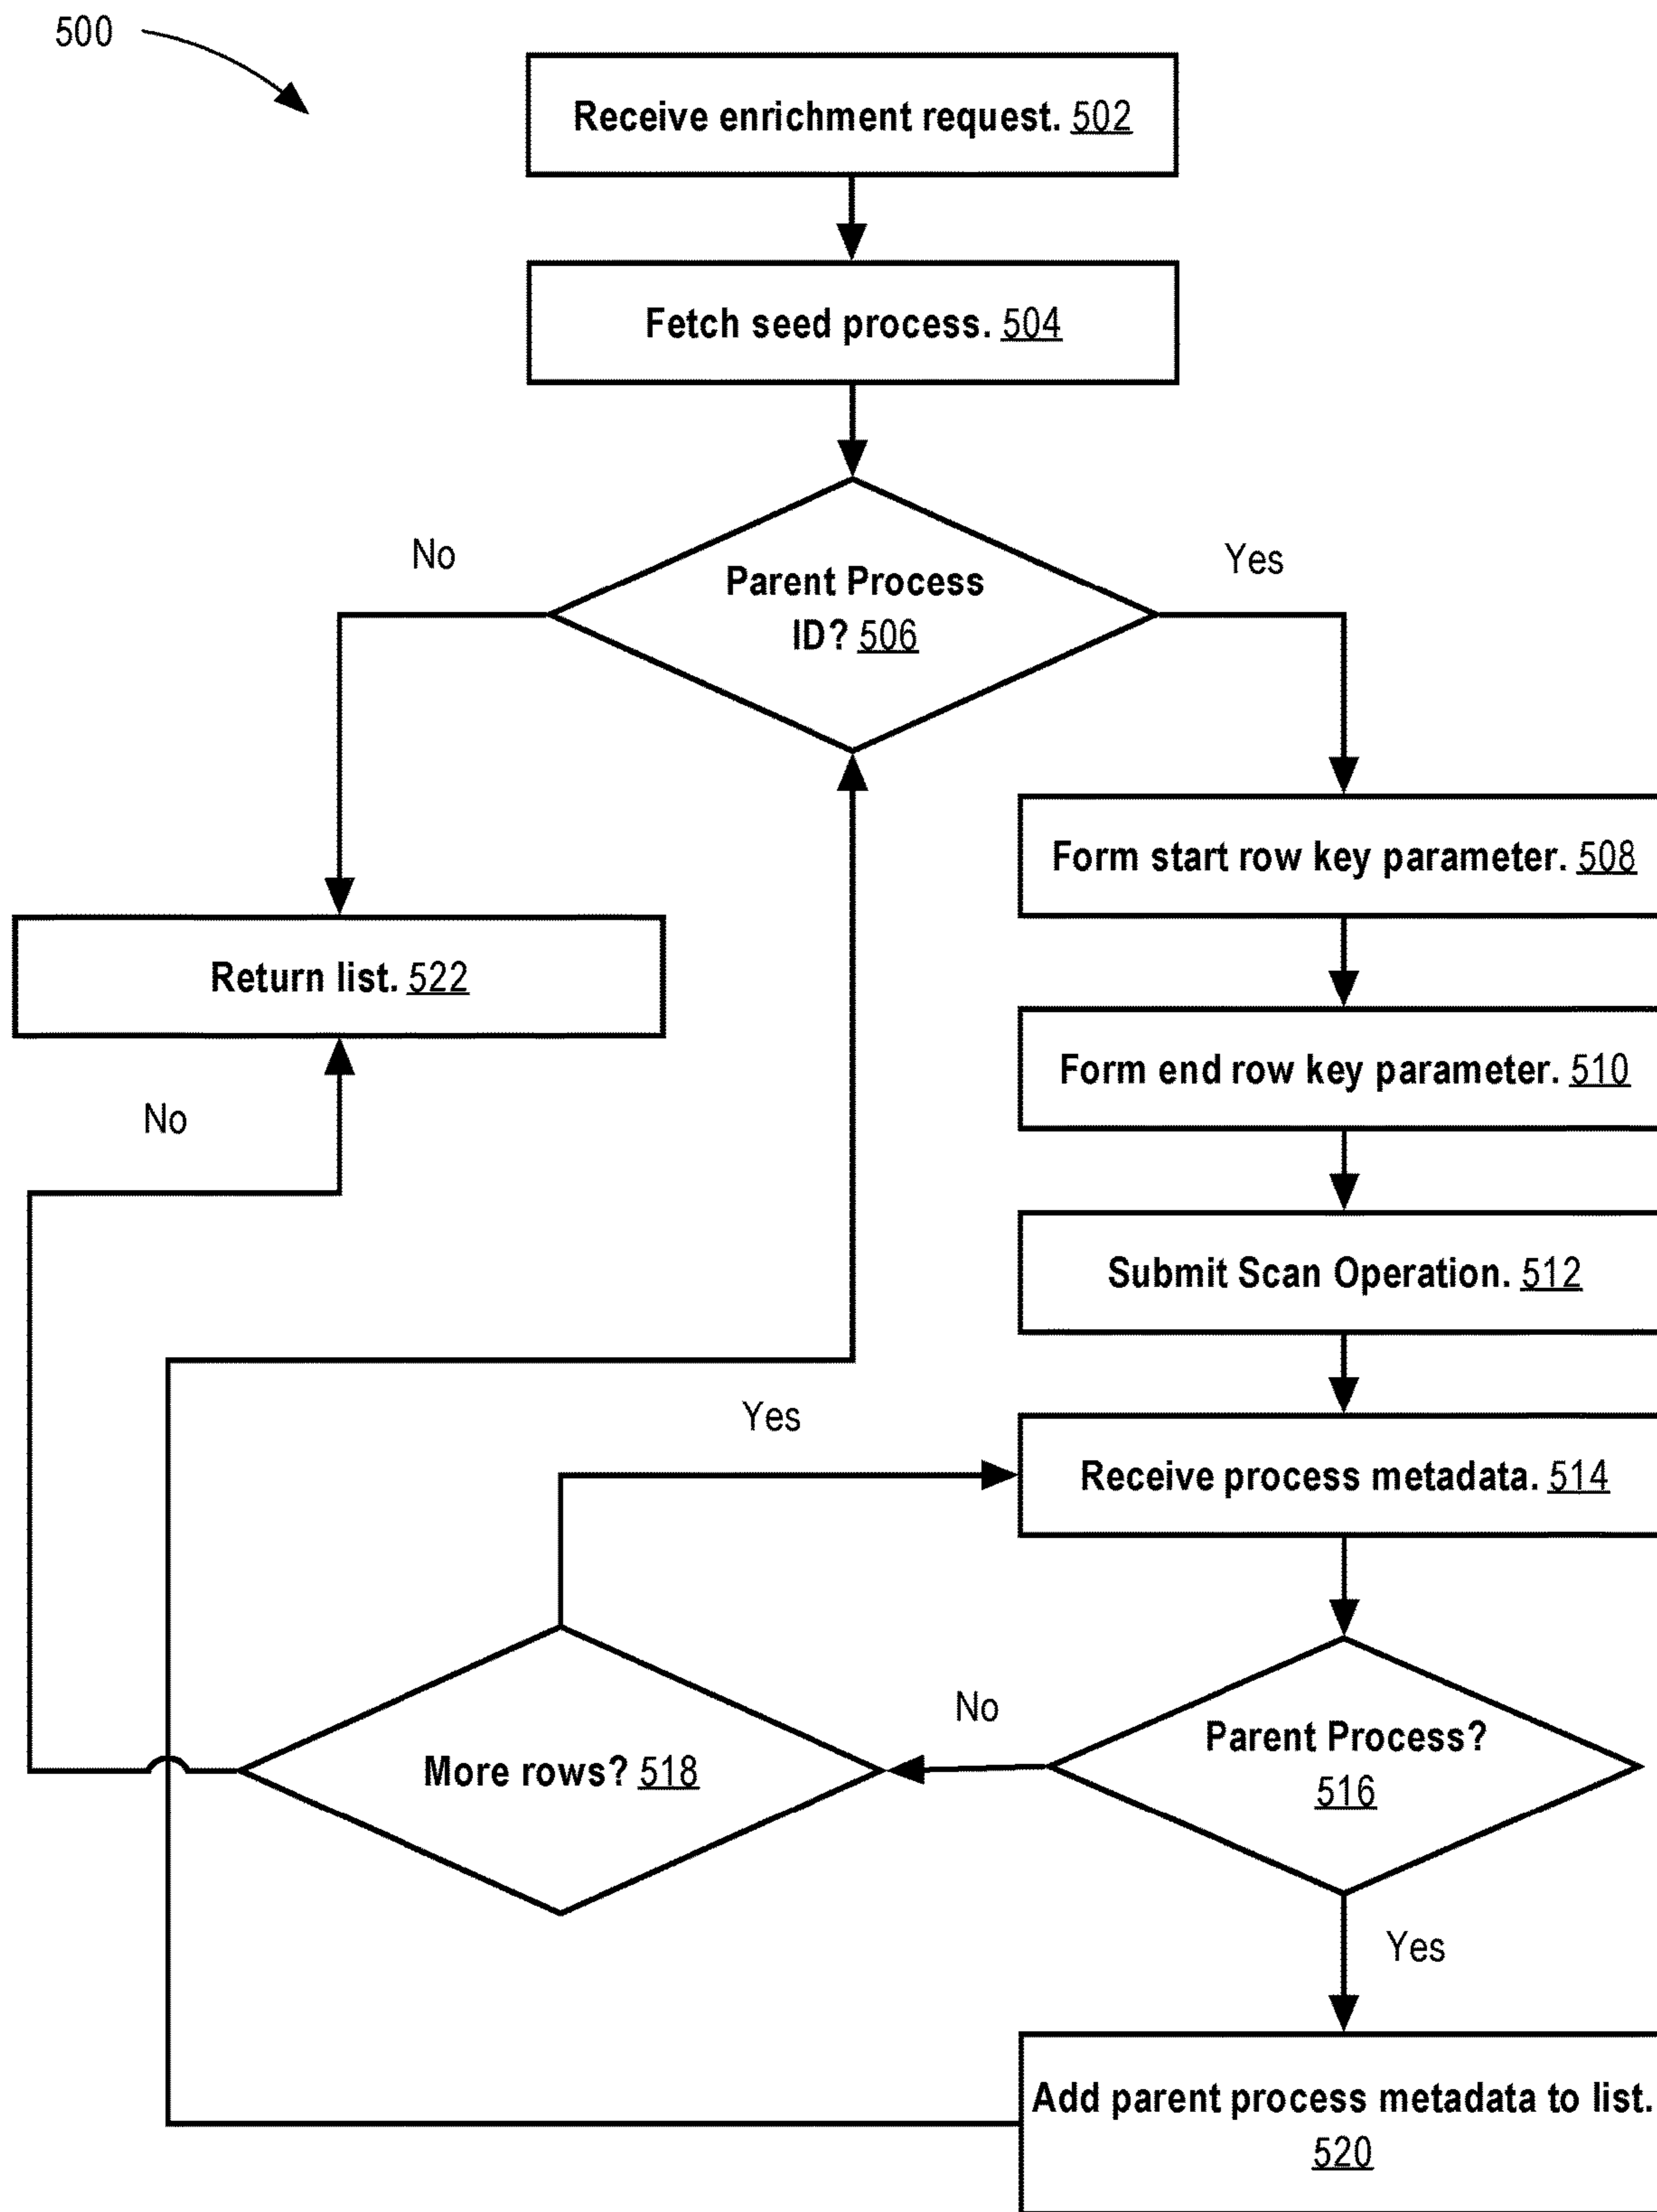 500
Receive enrichment request. 502
Fetch seed process. 504
No
Yes
Parent Process
ID? 506
Form start row key parameter. 508
Return list. 522
Form end row key parameter. 510
No
Submit Scan Operation. 512
Yes
Receive process metadata. 514
No
Parent Process?
516
More rows? 518
Yes
Add parent process metadata to list.
520